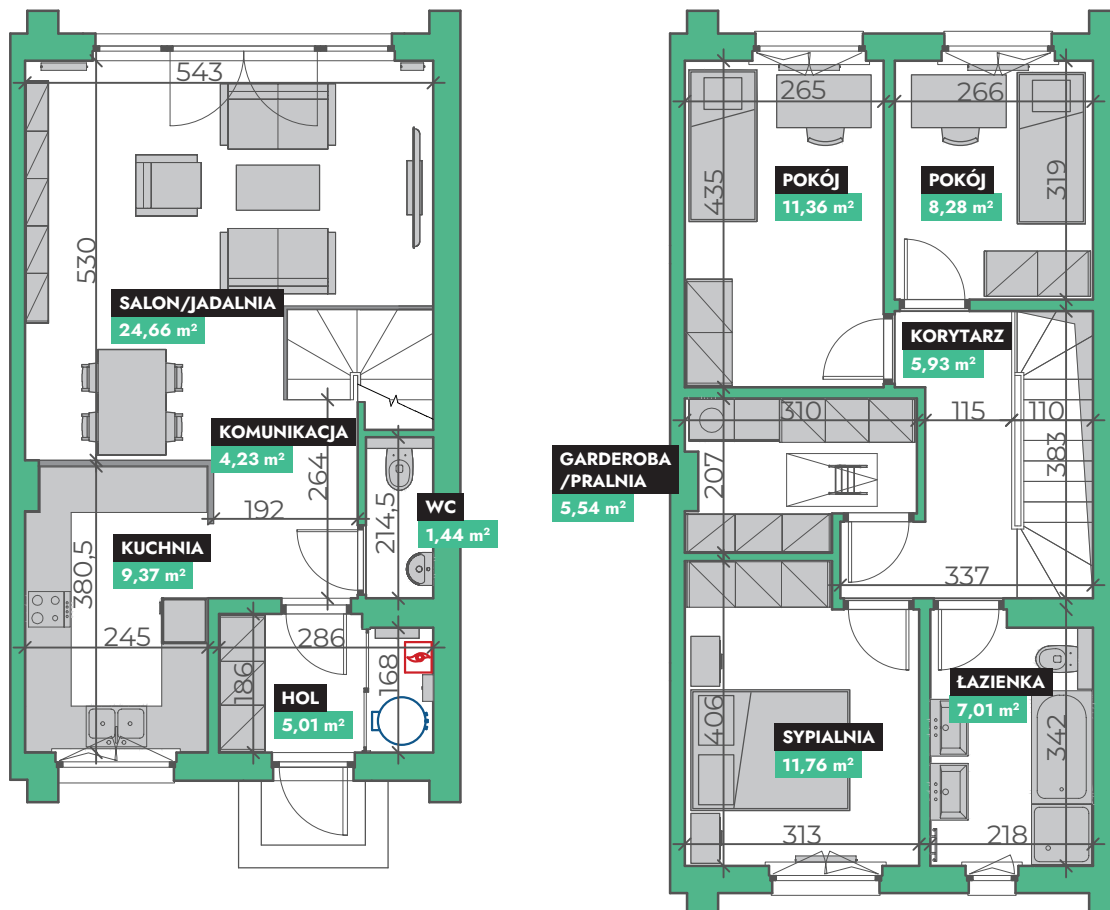 543
530
SALON/JADALNIA
24,66 m²
KOMUNIKACJA
4,23 m²
264
192
214,5
WC
1,44 m²
KUCHNIA
9,37 m²
380,5
245
286
186
168
HOL
5,01 m²
265
266
435
319
POKÓJ
11,36 m²
POKÓJ
8,28 m²
KORYTARZ
5,93 m²
310
115
110
383
207
GARDEROBA
/PRALNIA
5,54 m²
337
406
342
ŁAZIENKA
7,01 m²
SYPIALNIA
11,76 m²
313
218